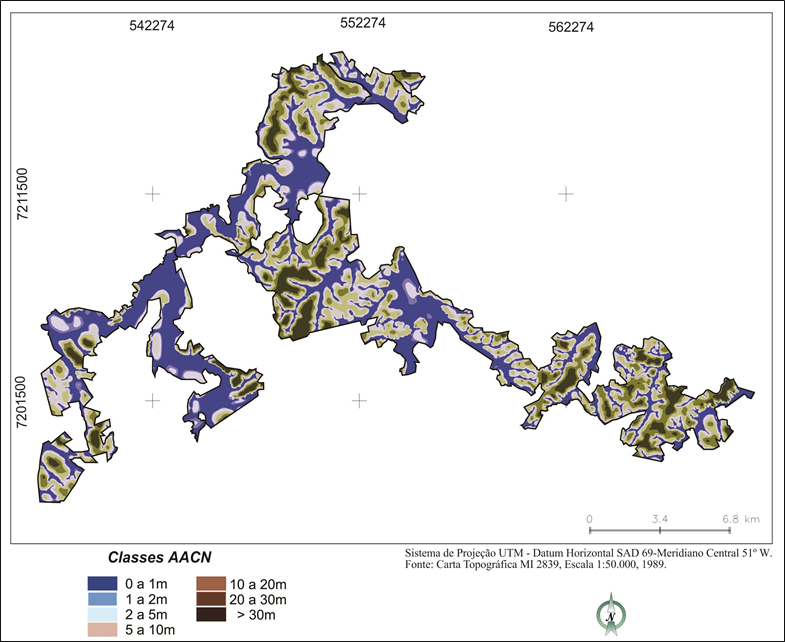 542274
552274
562274
7211500
7201500
0 3.4 6.8 km
Sistema de Projeção UTM - Datum Horizontal SAD 69-Meridiano Central 51º W.
Fonte: Carta Topográfica MI 2839, Escala 1:50.000, 1989.
Classes AACN
0 a 1m
1 a 2m
2 a 5m
5 a 10m
10 a 20m
20 a 30m
> 30m
N